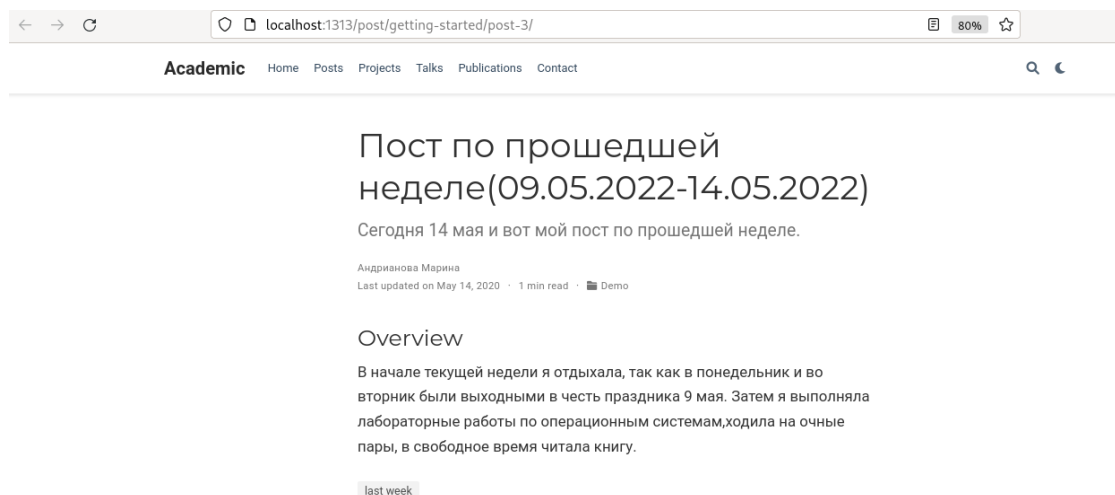 localhost:1313/post/getting-started/post-3/
80%
Academic Home Posts Projects Talks Publications Contact
Пост по прошедшей
неделе(09.05.2022-14.05.2022)
Сегодня 14 мая и вот мой пост по прошедшей неделе.
Андрианова Марина
Last updated on May 14, 2020 · 1 min read · Demo
Overview
В начале текущей недели я отдыхала, так как в понедельник и во
вторник были выходными в честь праздника 9 мая. Затем я выполняла
лабораторные работы по операционным системам,ходила на очные
пары, в свободное время читала книгу.
last week